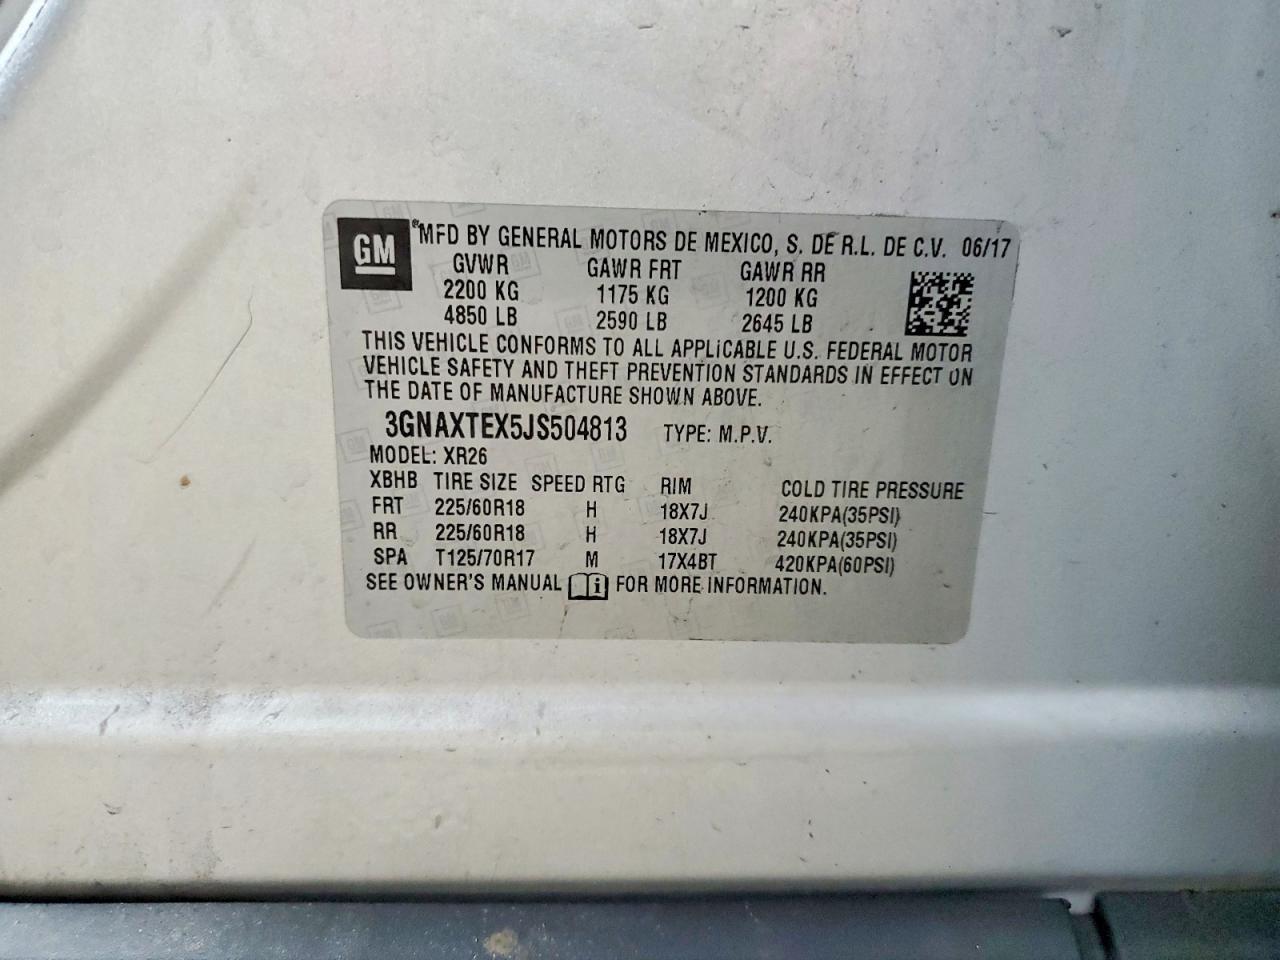 GM
® MFD BY GENERAL MOTORS DE MEXICO, S. DE R.L. DE C.V. 06/17
GVWR GAWR FRT GAWR RR
2200 KG 1175 KG 1200 KG
4850 LB 2590 LB 2645 LB
THIS VEHICLE CONFORMS TO ALL APPLICABLE U.S. FEDERAL MOTOR
VEHICLE SAFETY AND THEFT PREVENTION STANDARDS IN EFFECT ON
THE DATE OF MANUFACTURE SHOWN ABOVE.
3GNAXTEX5JS504813 TYPE: M.P.V.
MODEL: XR26
XBHB TIRE SIZE SPEED RTG RIM COLD TIRE PRESSURE
FRT 225/60R18 H 18X7J 240KPA(35PSI)
RR 225/60R18 H 18X7J 240KPA(35PSI)
SPA T125/70R17 M 17X4BT 420KPA(60PSI)
SEE OWNER'S MANUAL i FOR MORE INFORMATION.